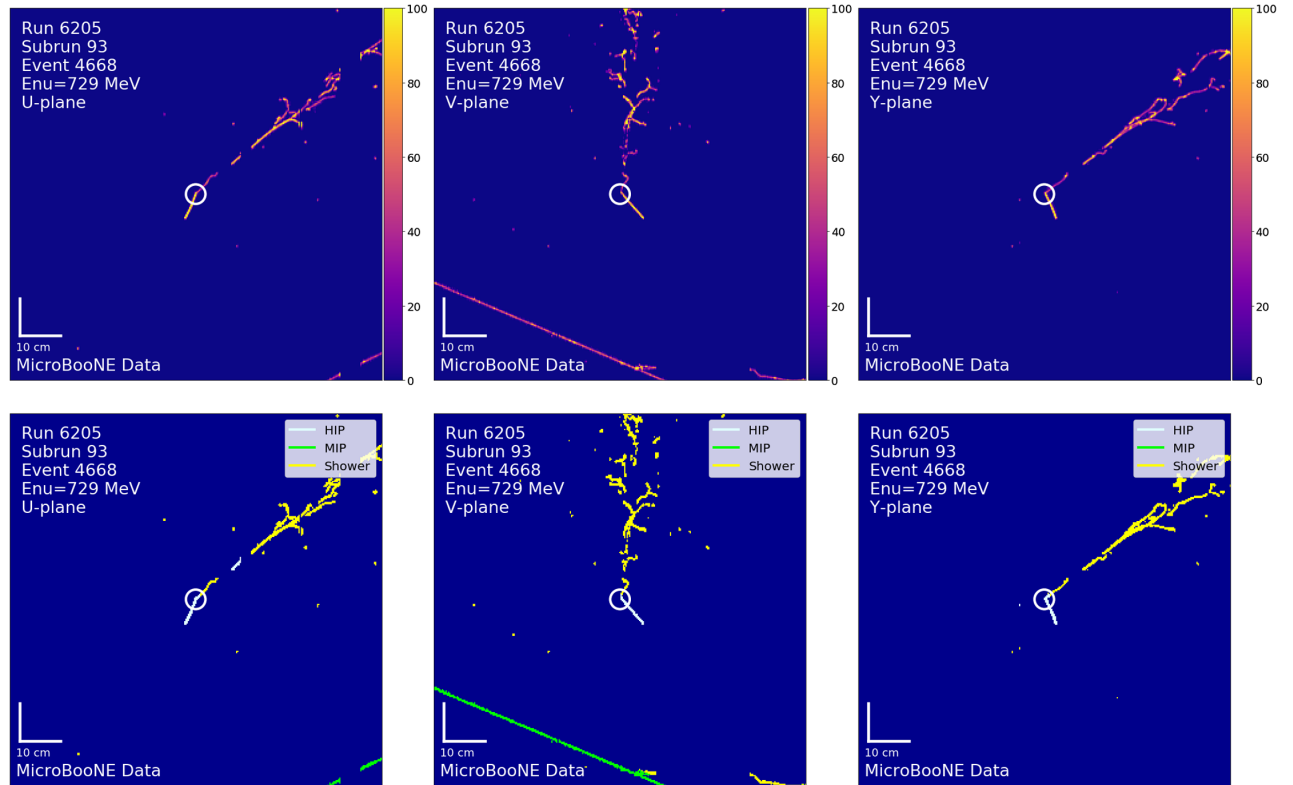 Run 6205
Subrun 93
Event 4668
Enu=729 MeV
U-plane
10 cm
MicroBooNE Data
100
80
60
40
20
0
Run 6205
Subrun 93
Event 4668
Enu=729 MeV
V-plane
10 cm
MicroBooNE Data
100
80
60
40
20
0
Run 6205
Subrun 93
Event 4668
Enu=729 MeV
Y-plane
10 cm
MicroBooNE Data
100
80
60
40
20
0
Run 6205
Subrun 93
Event 4668
Enu=729 MeV
U-plane
HIP
MIP
Shower
10 cm
MicroBooNE Data
Run 6205
Subrun 93
Event 4668
Enu=729 MeV
V-plane
HIP
MIP
Shower
10 cm
MicroBooNE Data
Run 6205
Subrun 93
Event 4668
Enu=729 MeV
Y-plane
HIP
MIP
Shower
10 cm
MicroBooNE Data